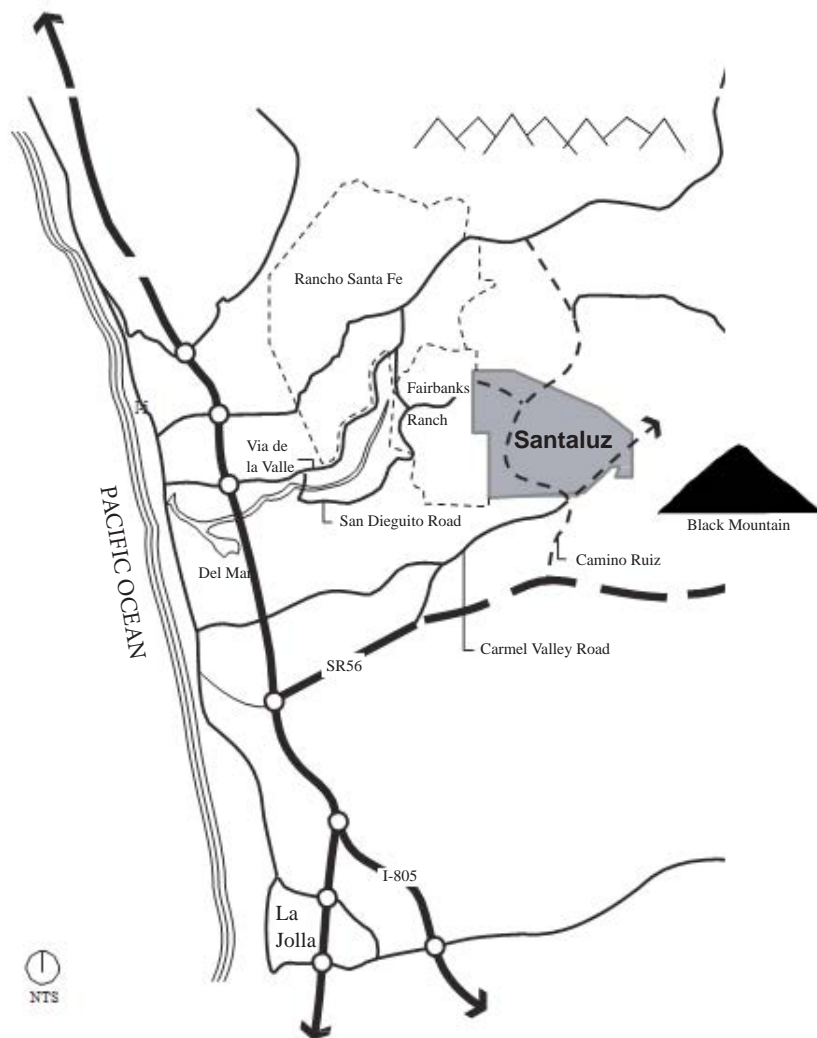 Rancho Santa Fe
Fairbanks
Ranch
Santaluz
Via de
la Valle
San Dieguito Road
Black Mountain
PACIFIC OCEAN
Camino Ruiz
Del Mar
Carmel Valley Road
SR56
I-805
La
Jolla
NTS